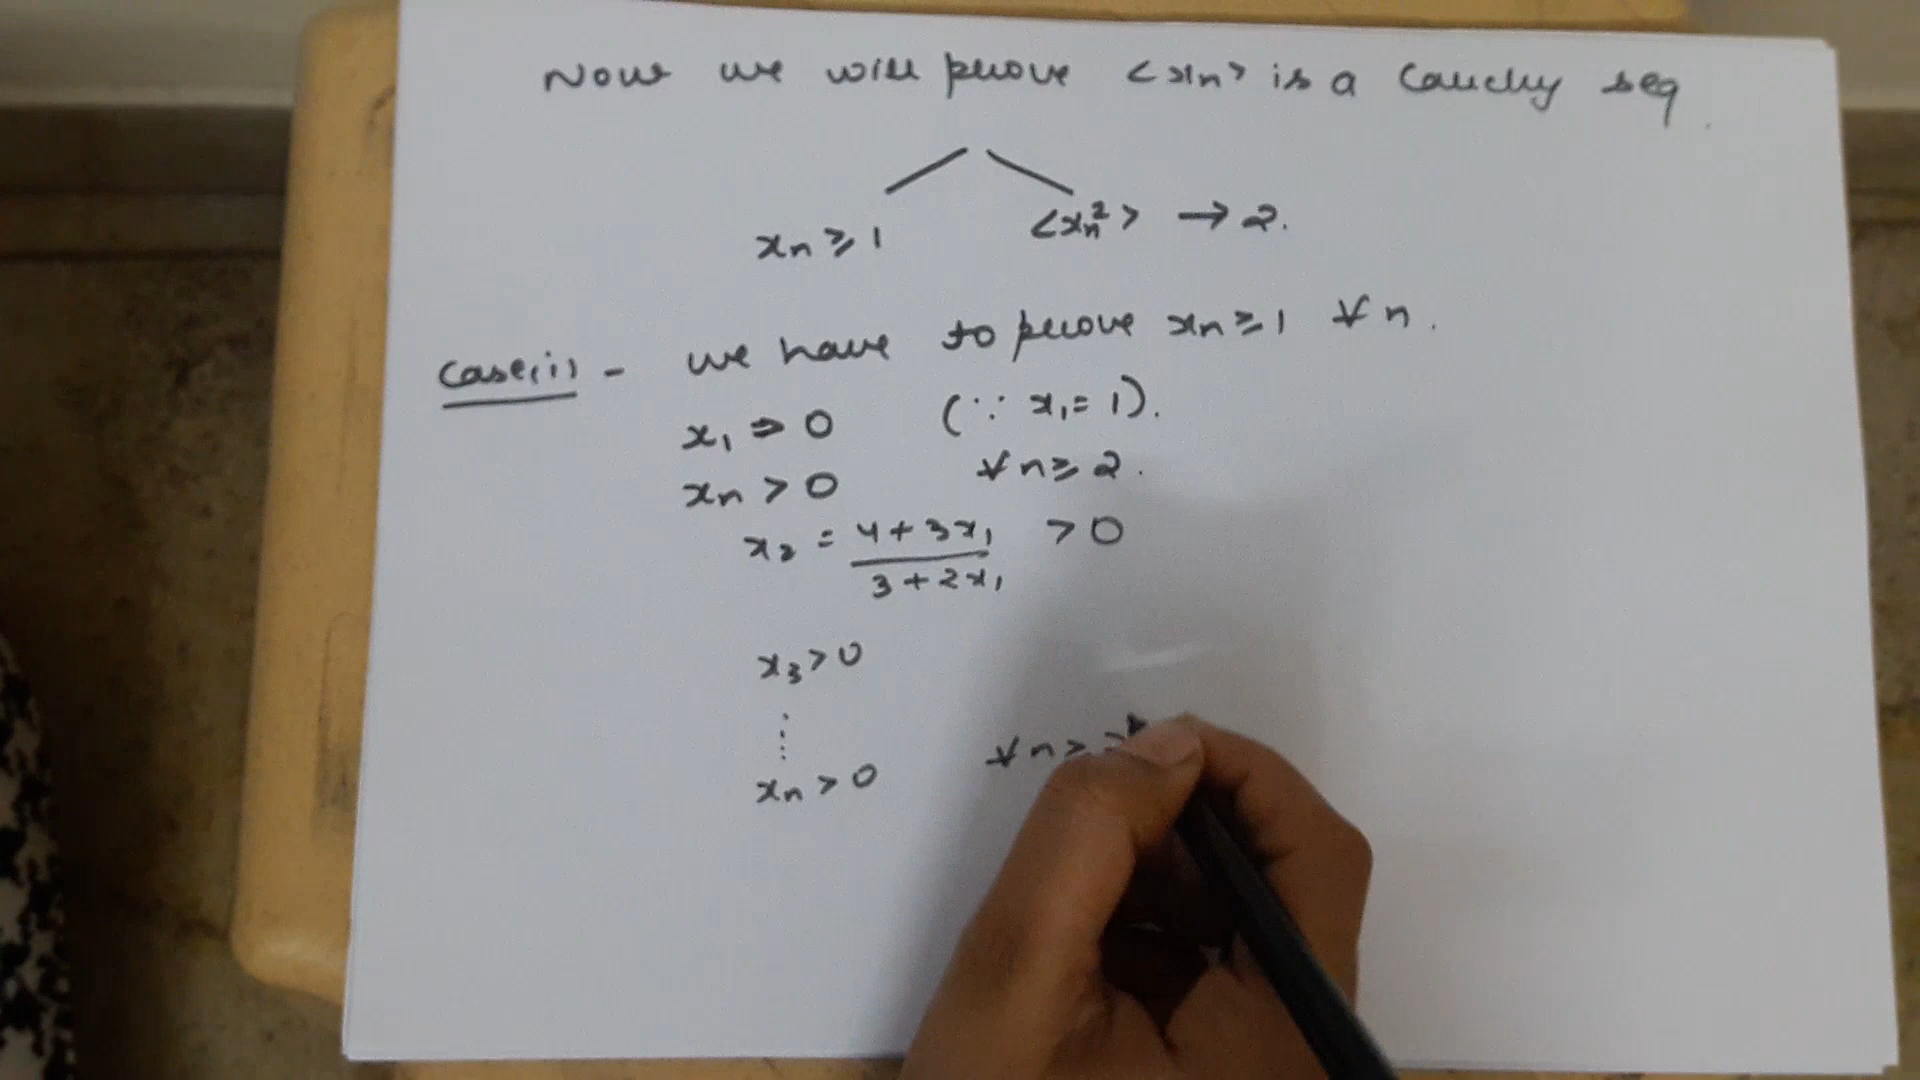 Now we will prove <xn> is a Cauchy seq.
xn ≥ 1 <xn²> → 2.
Case(i) - we have to prove xn ≥ 1 ∀ n.
x₁ ⇒ 0 (∵ x₁ = 1).
xn > 0 ∀ n ≥ 2.
x₂ = (4 + 3x₁)/(3 + 2x₁) > 0
x₃ > 0
⋮
xn > 0 ∀ n ≥